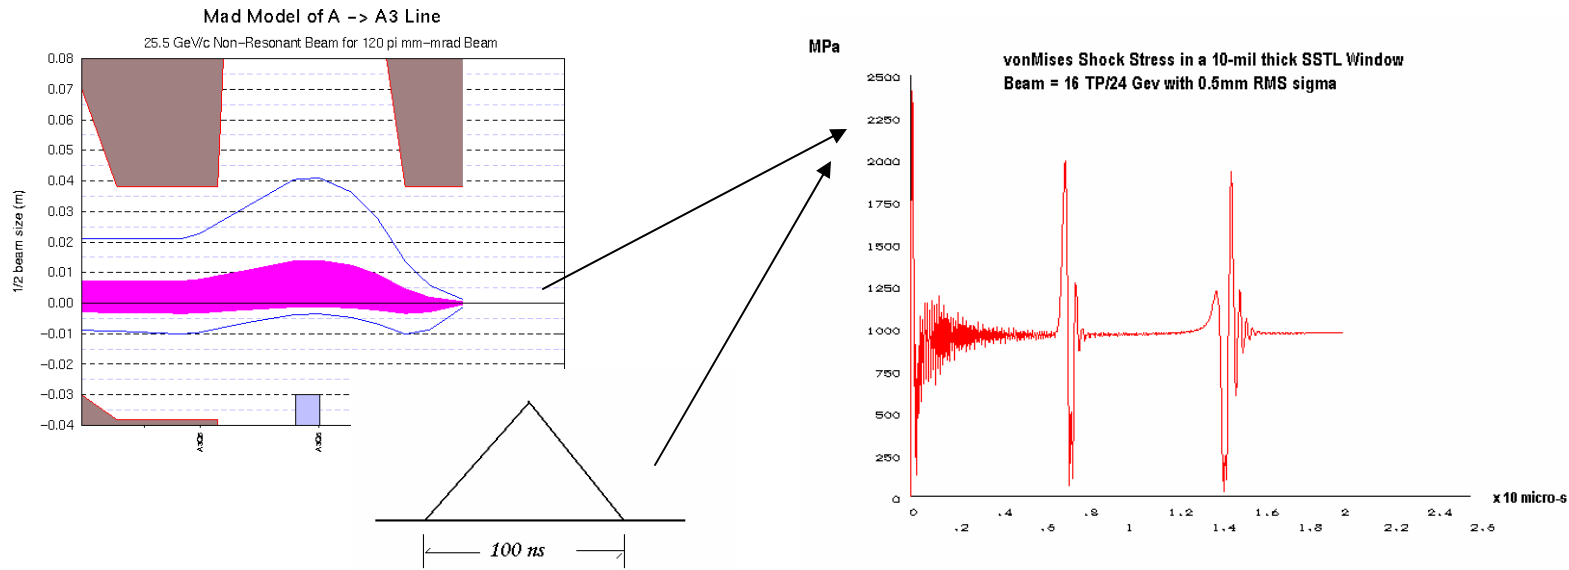 Mad Model of A -> A3 Line
25.5 GeV/c Non-Resonant Beam for 120 pi mm-mrad Beam
1/2 beam size (m)
0.08
0.07
0.06
0.05
0.04
0.03
0.02
0.01
0.00
-0.01
-0.02
-0.03
-0.04
100 ns
MPa
vonMises Shock Stress in a 10-mil thick SSTL Window
Beam = 16 TP/24 Gev with 0.5mm RMS sigma
2500
2250
2000
1750
1500
1250
1000
750
500
250
0
x 10 micro-s
0 .4 .8 1.2 1.6 2 2.4
.2 .6 1 1.4 1.8 2.6